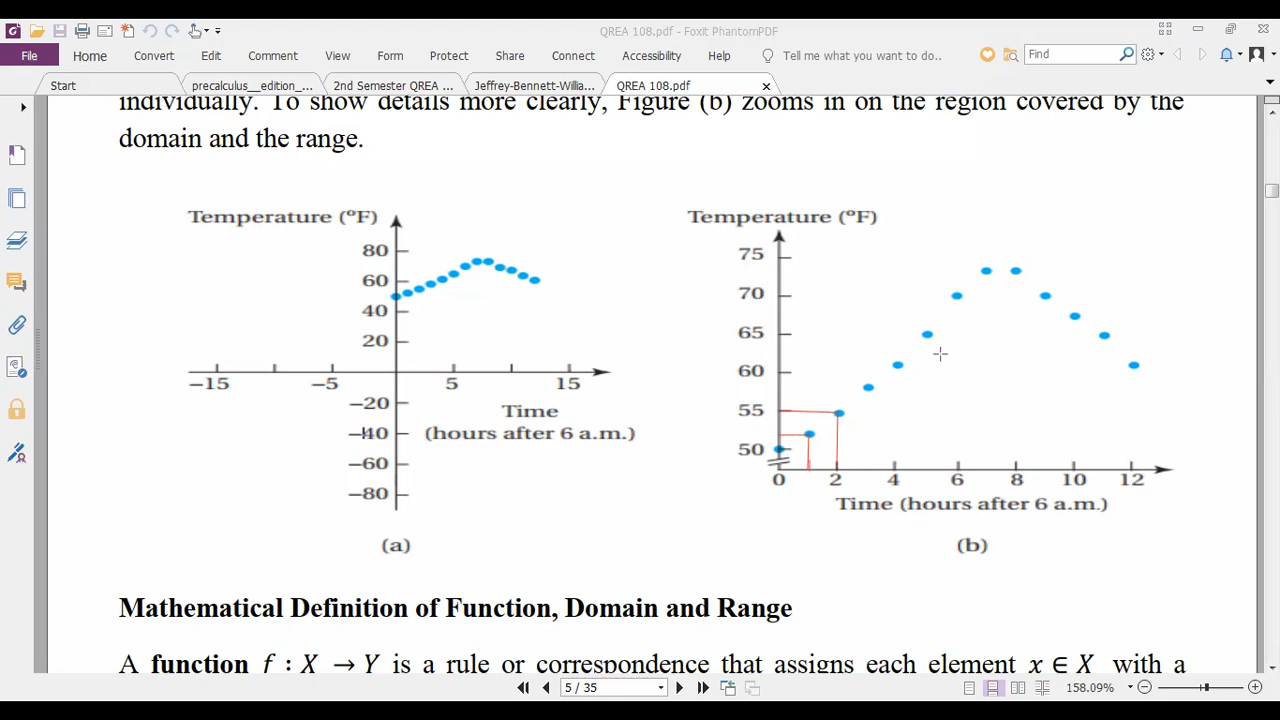 QREA 108.pdf - Foxit PhantomPDF
File Home Convert Edit Comment View Form Protect Share Connect Accessibility Help Tell me what you want to do.. Find
Start precalculus__edition_... 2nd Semester QREA ... Jeffrey-Bennett-Willia... QREA 108.pdf
individually. To show details more clearly, Figure (b) zooms in on the region covered by the
domain and the range.
Temperature (°F)
80
60
40
20
−15 −5 5 15
−20
−40
−60
−80
Time
(hours after 6 a.m.)
(a)
Temperature (°F)
75
70
65
60
55
50
0 2 4 6 8 10 12
Time (hours after 6 a.m.)
(b)
Mathematical Definition of Function, Domain and Range
A function f : X → Y is a rule or correspondence that assigns each element x ∈ X with a
5 / 35 158.09%